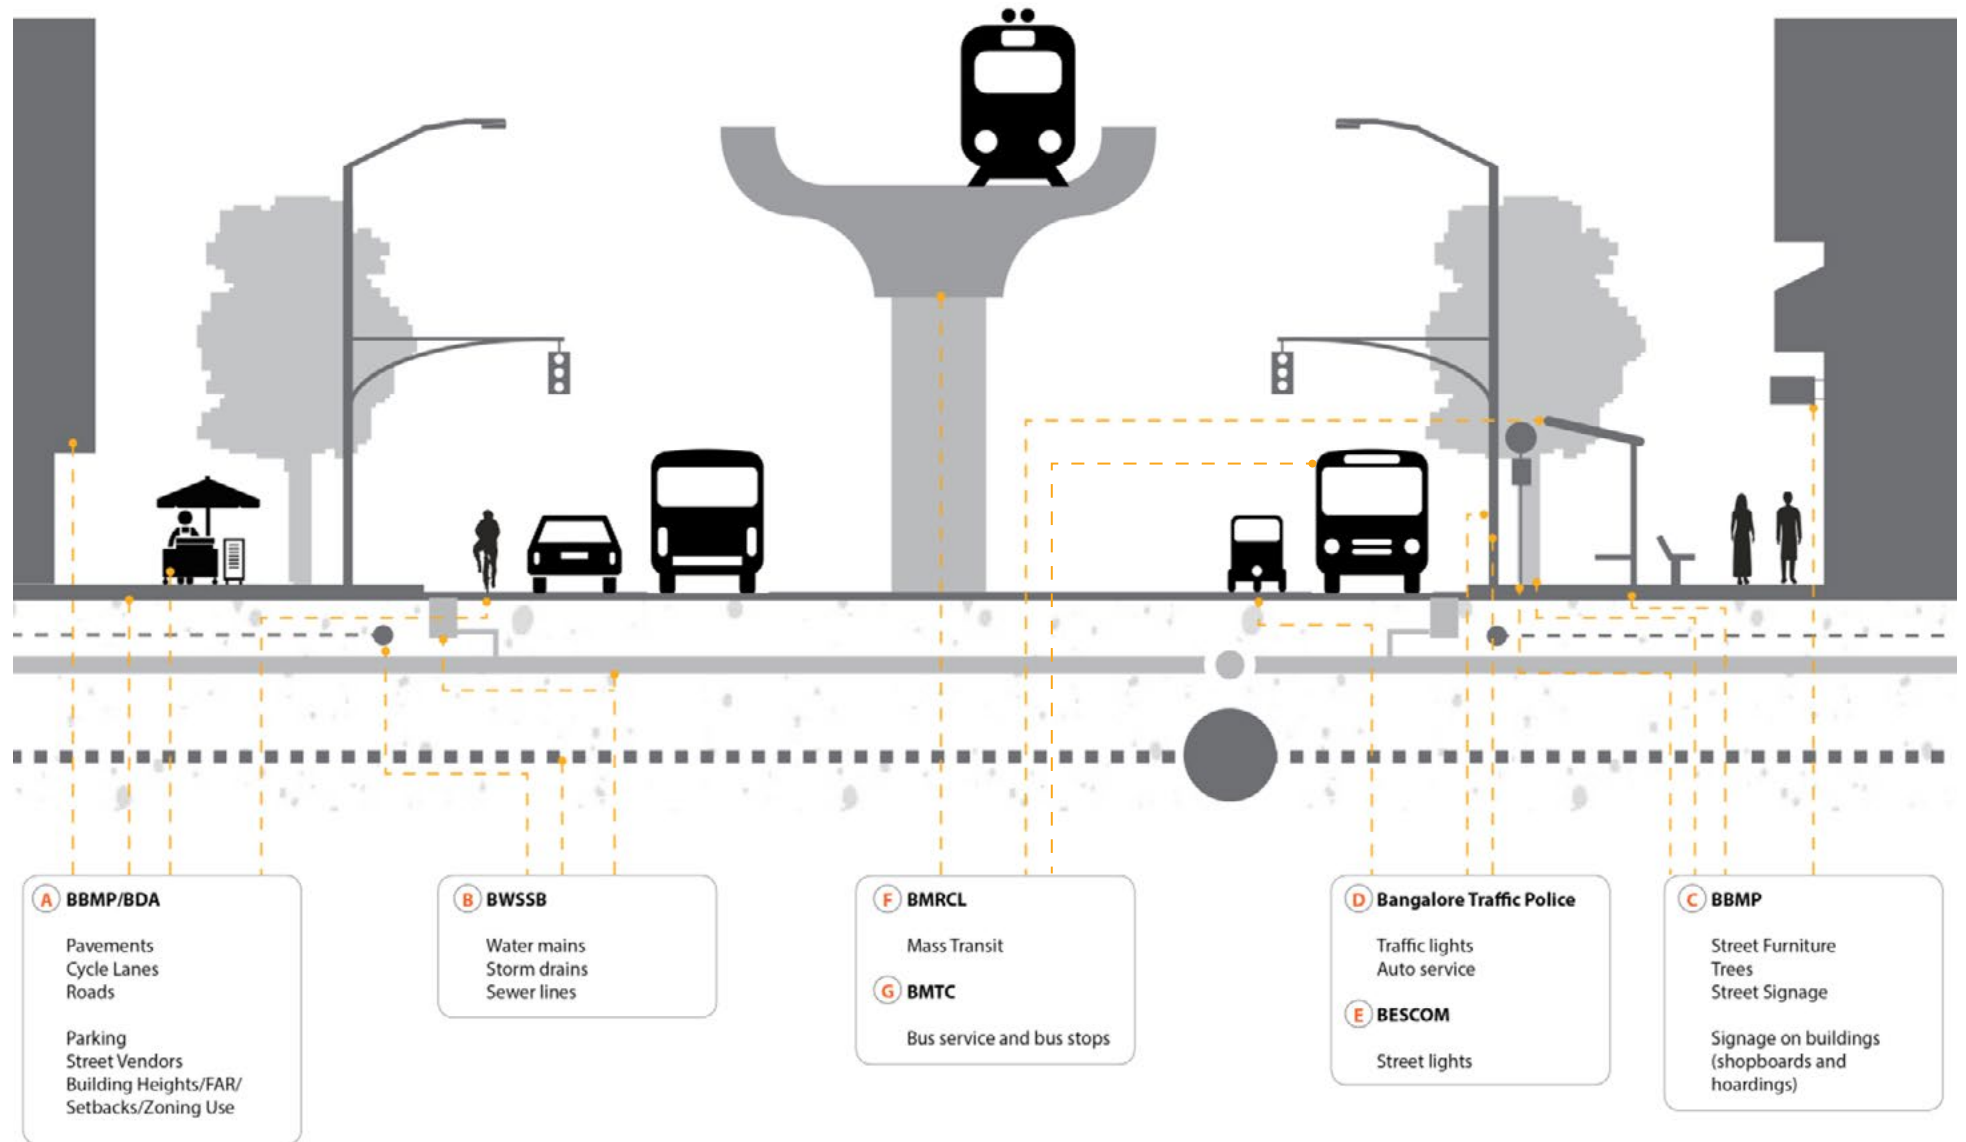 A BBMP/BDA
Pavements
Cycle Lanes
Roads
Parking
Street Vendors
Building Heights/FAR/
Setbacks/Zoning Use
B BWSSB
Water mains
Storm drains
Sewer lines
F BMRCL
Mass Transit
G BMTC
Bus service and bus stops
D Bangalore Traffic Police
Traffic lights
Auto service
E BESCOM
Street lights
C BBMP
Street Furniture
Trees
Street Signage
Signage on buildings
(shopboards and
hoardings)